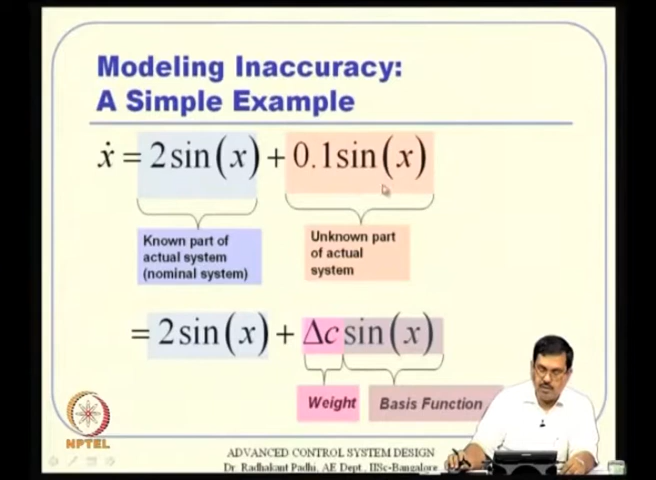 Modeling Inaccuracy:
A Simple Example
ẋ = 2sin(x) + 0.1sin(x)
Known part of
actual system
(nominal system)
Unknown part
of actual
system
= 2sin(x) + Δc sin(x)
Weight
Basis Function
NPTEL
ADVANCED CONTROL SYSTEM DESIGN
Dr. Radhakant Padhi, AE Dept., IISc-Bangalore